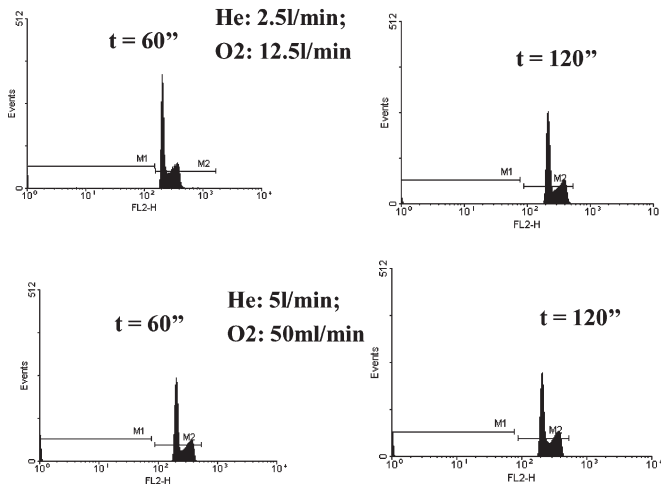 He: 2.5l/min;
O2: 12.5l/min
t = 60”
512
Events
0
M1
M2
10⁰ 10¹ 10² 10³ 10⁴
FL2-H
t = 120”
512
Events
0
M1
M2
10⁰ 10¹ 10² 10³ 10
FL2-H
He: 5l/min;
O2: 50ml/min
t = 60”
512
Events
0
M1
M2
10⁰ 10¹ 10² 10³ 10⁴
FL2-H
t = 120”
512
Events
0
M1
M2
10⁰ 10¹ 10² 10³ 10⁴
FL2-H